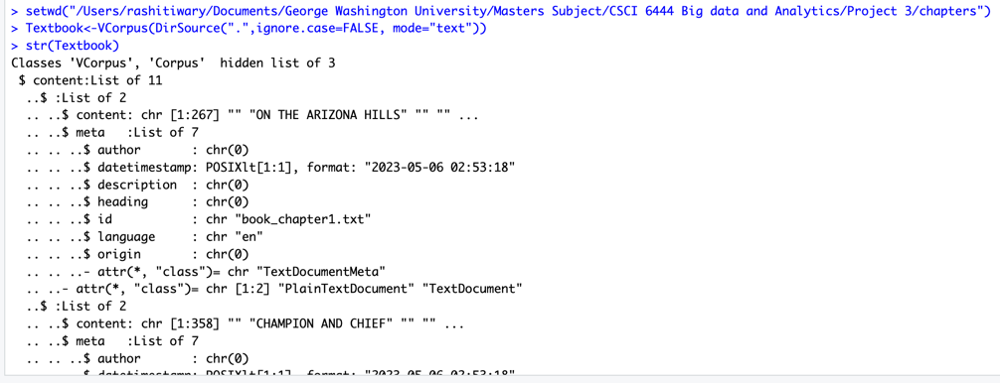 > setwd("/Users/rashitiwary/Documents/George Washington University/Masters Subject/CSCI 6444 Big data and Analytics/Project 3/chapters")
> Textbook<-VCorpus(DirSource(".",ignore.case=FALSE, mode="text"))
> str(Textbook)
Classes 'VCorpus', 'Corpus'  hidden list of 3
 $ content:List of 11
  ..$ :List of 2
  .. ..$ content: chr [1:267] "" "ON THE ARIZONA HILLS" "" "" ...
  .. ..$ meta   :List of 7
  .. .. ..$ author       : chr(0)
  .. .. ..$ datetimestamp: POSIXlt[1:1], format: "2023-05-06 02:53:18"
  .. .. ..$ description  : chr(0)
  .. .. ..$ heading      : chr(0)
  .. .. ..$ id           : chr "book_chapter1.txt"
  .. .. ..$ language     : chr "en"
  .. .. ..$ origin       : chr(0)
  .. .. ..- attr(*, "class")= chr "TextDocumentMeta"
  .. ..- attr(*, "class")= chr [1:2] "PlainTextDocument" "TextDocument"
  ..$ :List of 2
  .. ..$ content: chr [1:358] "" "CHAMPION AND CHIEF" "" "" ...
  .. ..$ meta   :List of 7
  .. .. ..$ author       : chr(0)
  .. .. ..$ datetimestamp: POSIXlt[1:1], format: "2023-05-06 02:53:18"